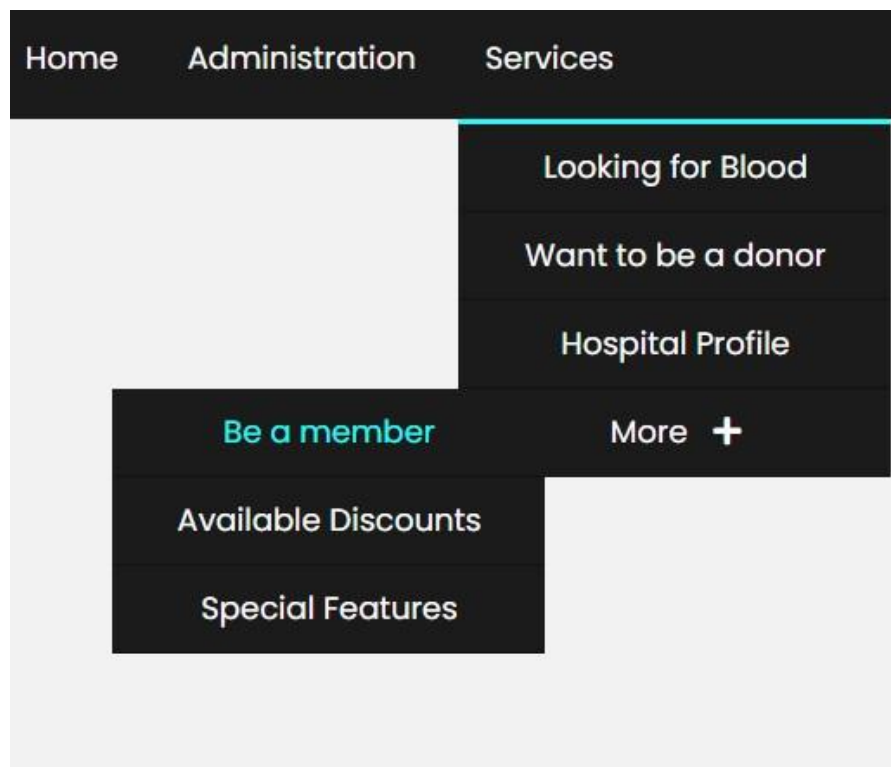 Home Administration Services
Looking for Blood
Want to be a donor
Hospital Profile
Be a member More +
Available Discounts
Special Features